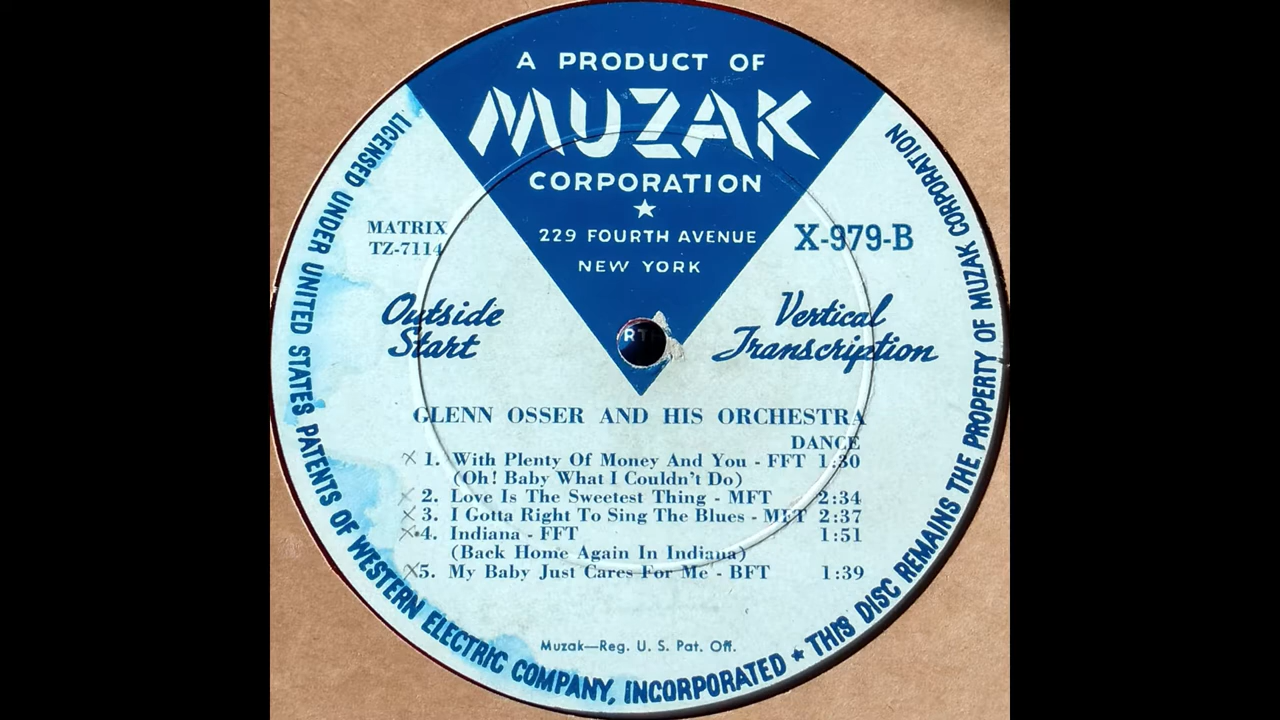 A PRODUCT OF
MUZAK
CORPORATION
229 FOURTH AVENUE
NEW YORK
MATRIX
TZ-7114
X-979-B
Outside
Start
Vertical
Transcription
GLENN OSSER AND HIS ORCHESTRA
DANCE
1. With Plenty Of Money And You - FFT 1:30
(Oh! Baby What I Couldn't Do)
2. Love Is The Sweetest Thing - MFT 2:34
3. I Gotta Right To Sing The Blues - MFT 2:37
4. Indiana - FFT 1:51
(Back Home Again In Indiana)
5. My Baby Just Cares For Me - BFT 1:39
Muzak—Reg. U. S. Pat. Off.
LICENSED UNDER UNITED STATES PATENTS OF WESTERN ELECTRIC COMPANY, INCORPORATED ★ THIS DISC REMAINS THE PROPERTY OF MUZAK CORPORATION